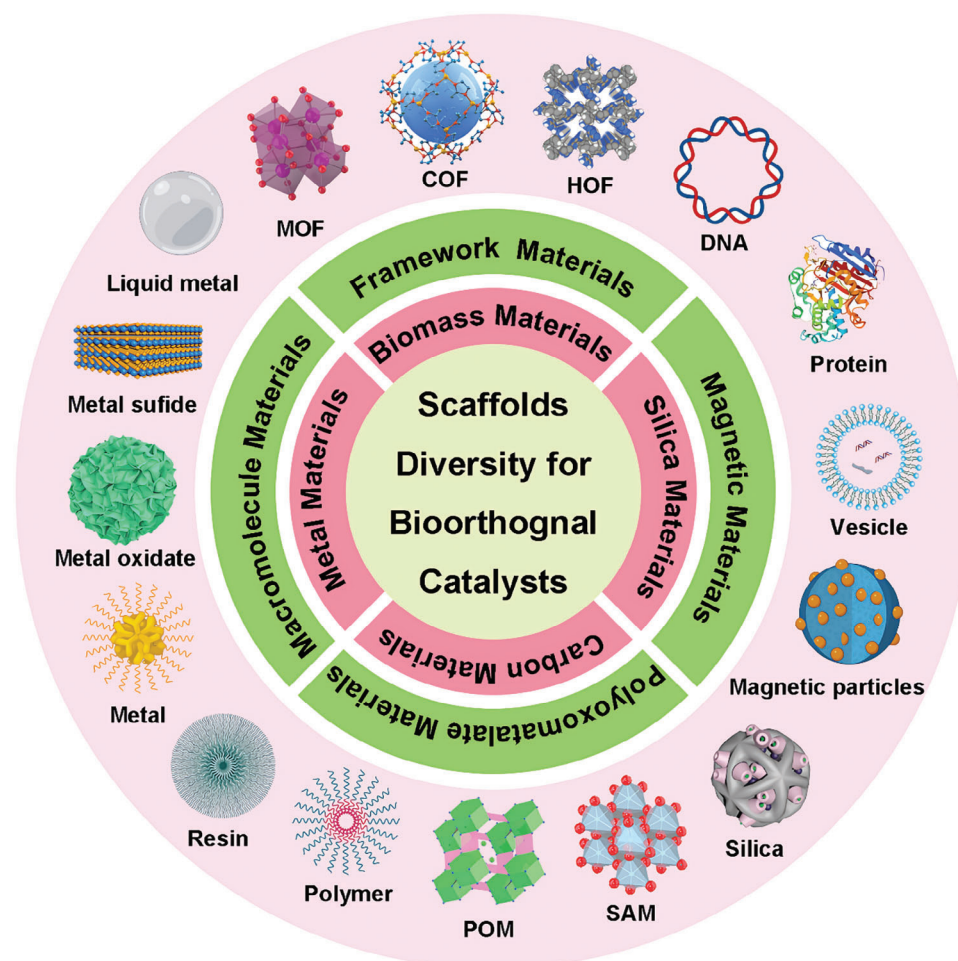 COF
HOF
DNA
Protein
Vesicle
Magnetic particles
Silica
SAM
POM
Polymer
Resin
Metal
Metal oxidate
Metal sufide
Liquid metal
MOF
Framework Materials
Magnetic Materials
Polyoxomatalate Materials
Macromolecule Materials
Biomass Materials
Silica Materials
Carbon Materials
Metal Materials
Scaffolds
Diversity for
Bioorthognal
Catalysts